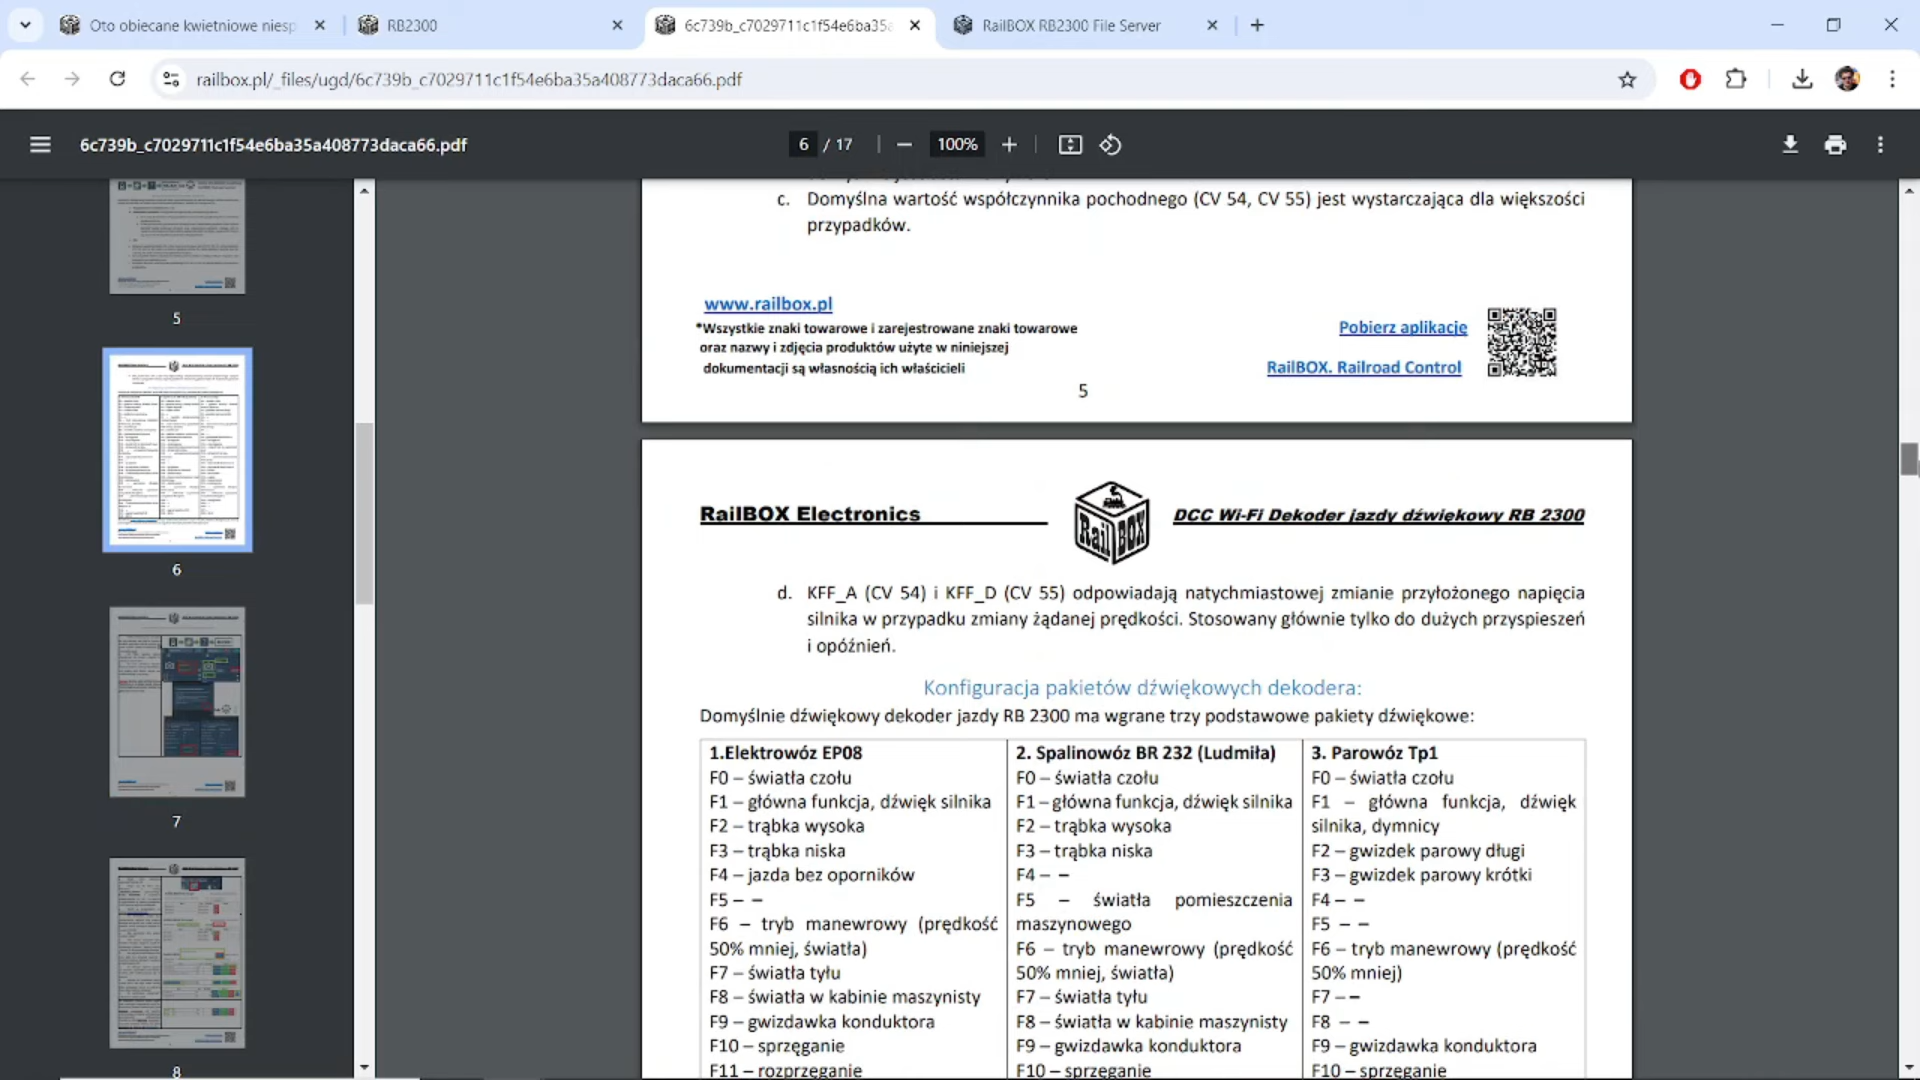 Oto obiecane kwietniowe niesp
RB2300
6c739b_c7029711c1f54e6ba35a
RailBOX RB2300 File Server
railbox.pl/_files/ugd/6c739b_c7029711c1f54e6ba35a408773daca66.pdf
6c739b_c7029711c1f54e6ba35a408773daca66.pdf
6 / 17
100%
5
6
7
8
c. Domyślna wartość współczynnika pochodnego (CV 54, CV 55) jest wystarczająca dla większości
przypadków.
www.railbox.pl
*Wszystkie znaki towarowe i zarejestrowane znaki towarowe
oraz nazwy i zdjęcia produktów użyte w niniejszej
dokumentacji są własnością ich właścicieli
Pobierz aplikację
RailBOX. Railroad Control
5
RailBOX Electronics
Rail BOX
DCC Wi-Fi Dekoder jazdy dźwiękowy RB 2300
d. KFF_A (CV 54) i KFF_D (CV 55) odpowiadają natychmiastowej zmianie przyłożonego napięcia
silnika w przypadku zmiany żądanej prędkości. Stosowany głównie tylko do dużych przyspieszeń
i opóźnień.
Konfiguracja pakietów dźwiękowych dekodera:
Domyślnie dźwiękowy dekoder jazdy RB 2300 ma wgrane trzy podstawowe pakiety dźwiękowe:
1.Elektrowóz EP08
F0 – światła czołu
F1 – główna funkcja, dźwięk silnika
F2 – trąbka wysoka
F3 – trąbka niska
F4 – jazda bez oporników
F5 – –
F6 – tryb manewrowy (prędkość
50% mniej, światła)
F7 – światła tyłu
F8 – światła w kabinie maszynisty
F9 – gwizdawka konduktora
F10 – sprzęganie
F11 – rozprzęganie
2. Spalinowóz BR 232 (Ludmiła)
F0 – światła czołu
F1 – główna funkcja, dźwięk silnika
F2 – trąbka wysoka
F3 – trąbka niska
F4 – –
F5 – światła pomieszczenia
maszynowego
F6 – tryb manewrowy (prędkość
50% mniej, światła)
F7 – światła tyłu
F8 – światła w kabinie maszynisty
F9 – gwizdawka konduktora
F10 – sprzęganie
3. Parowóz Tp1
F0 – światła czołu
F1 – główna funkcja, dźwięk
silnika, dymnicy
F2 – gwizdek parowy długi
F3 – gwizdek parowy krótki
F4 – –
F5 – –
F6 – tryb manewrowy (prędkość
50% mniej)
F7 – –
F8 – –
F9 – gwizdawka konduktora
F10 – sprzęganie